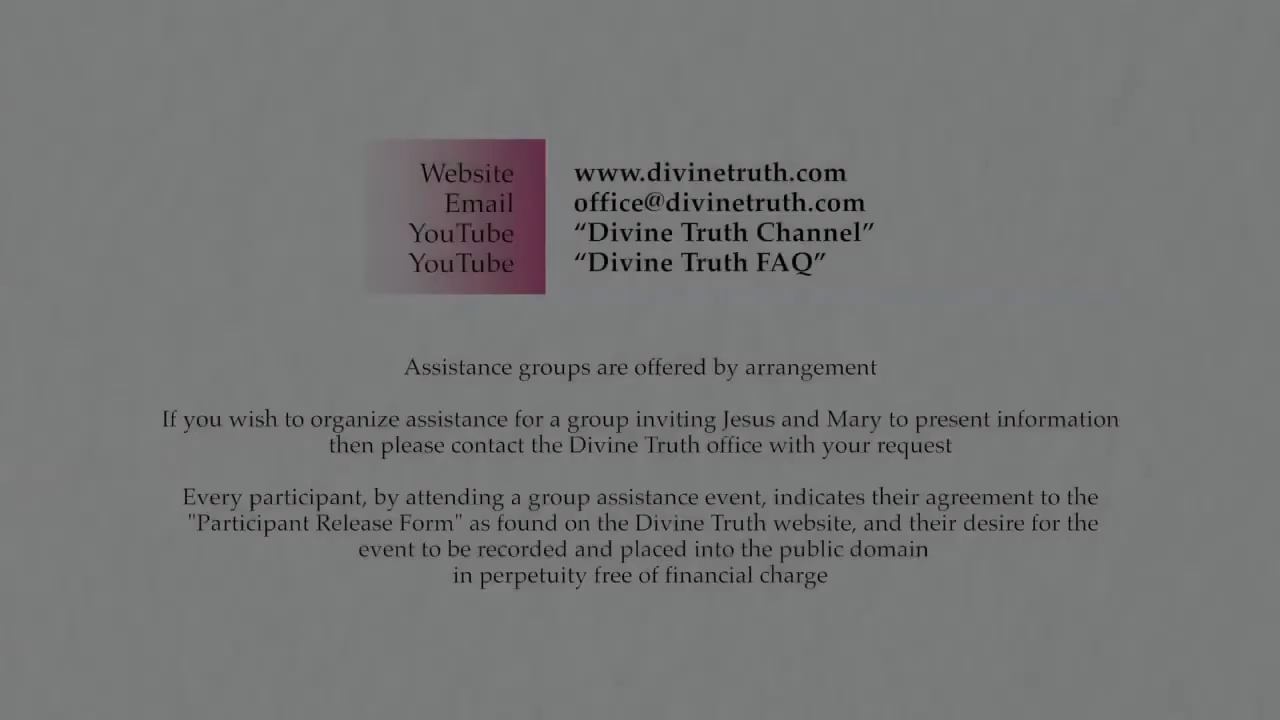 Website www.divinetruth.com
Email office@divinetruth.com
YouTube “Divine Truth Channel”
YouTube “Divine Truth FAQ”
Assistance groups are offered by arrangement
If you wish to organize assistance for a group inviting Jesus and Mary to present information
then please contact the Divine Truth office with your request
Every participant, by attending a group assistance event, indicates their agreement to the
"Participant Release Form" as found on the Divine Truth website, and their desire for the
event to be recorded and placed into the public domain
in perpetuity free of financial charge